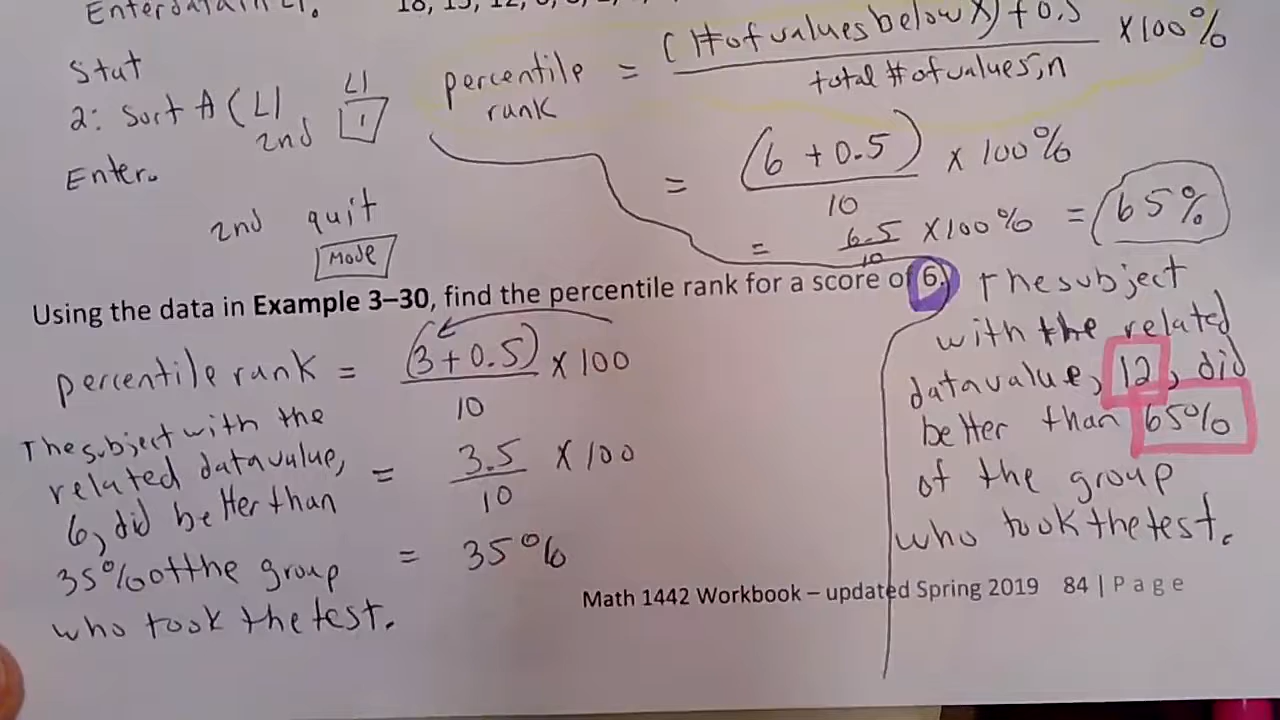 Enter data in L1.
18, 15, 12,
Stat
2: Sort A (L1
L1
2nd 1
Enter.
2nd quit
Mode
percentile rank = (# of values below X) + 0.5 / total # of values, n × 100%
= (6 + 0.5) / 10 × 100%
= 6.5 / 10 × 100% = 65%
Using the data in Example 3–30, find the percentile rank for a score of 6.
percentile rank = (3 + 0.5) / 10 × 100
= 3.5 / 10 × 100
= 35%
The subject with the
related data value,
6, did better than
35% of the group
who took the test.
The subject
with the related
data value, 12, did
better than 65%
of the group
who took the test.
Math 1442 Workbook – updated Spring 2019 84 | P a g e